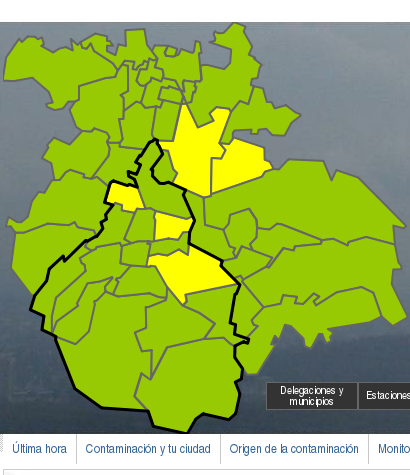 Delegaciones y
municipios
Estaciones
Última hora
Contaminación y tu ciudad
Origen de la contaminación
Monito